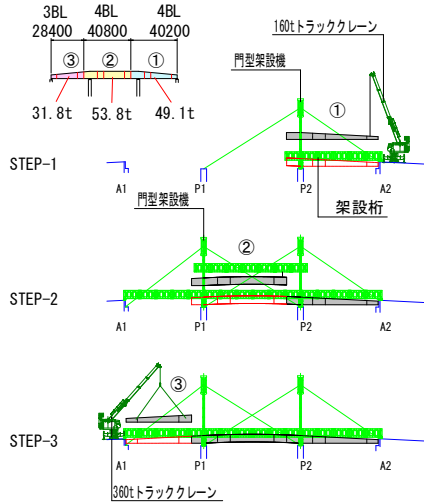 3BL 4BL 4BL
28400 40800 40200
③ ② ①
31.8t 53.8t 49.1t
160tトラッククレーン
門型架設機
①
STEP-1
架設桁
A1 P1 P2 A2
門型架設機
②
STEP-2
A1 P1 P2 A2
③
STEP-3
A1 P1 P2 A2
360tトラッククレーン